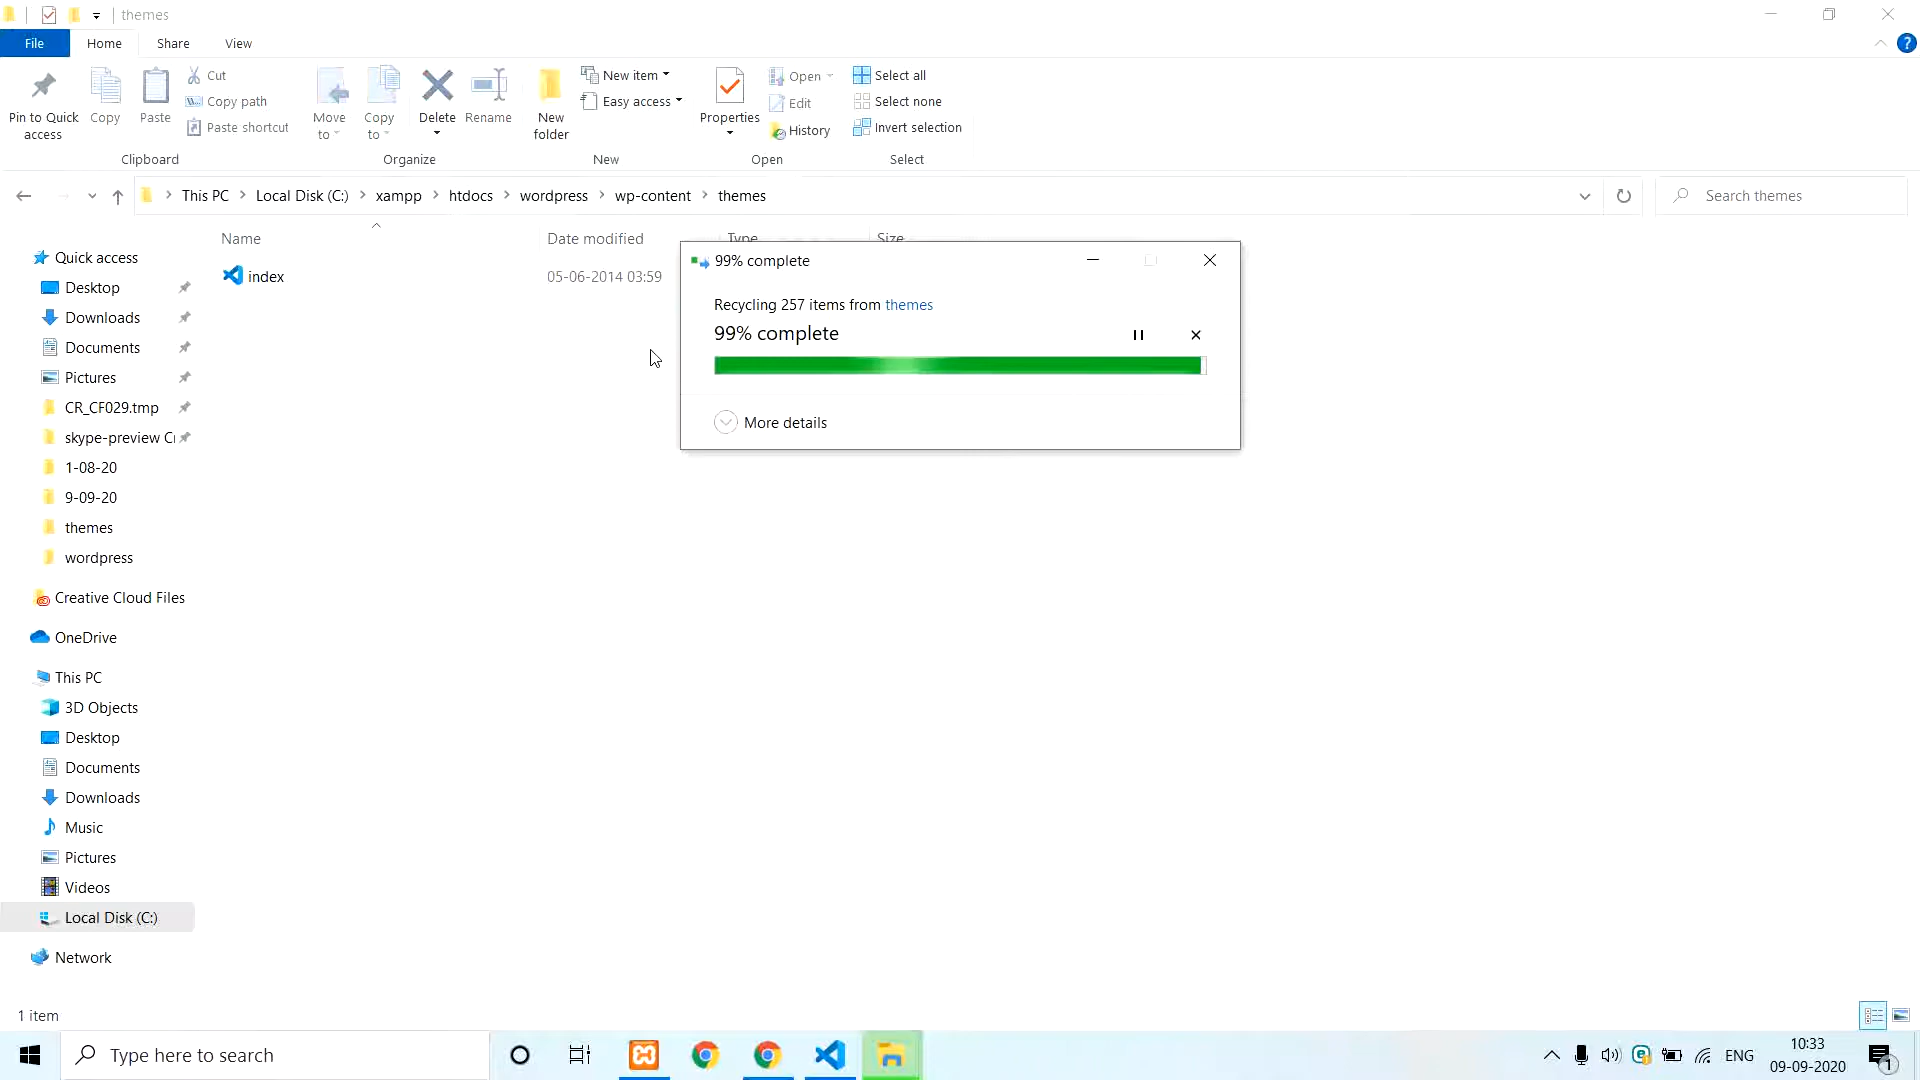 themes
File Home Share View
Pin to Quick access
Copy
Paste
Cut
Copy path
Paste shortcut
Clipboard
Move to
Copy to
Delete
Rename
Organize
New folder
New item
Easy access
New
Properties
Open
Edit
History
Open
Select all
Select none
Invert selection
Select
This PC Local Disk (C:) xampp htdocs wordpress wp-content themes
Search themes
Name Date modified Type Size
index 05-06-2014 03:59
99% complete
Recycling 257 items from themes
99% complete
More details
Quick access
Desktop
Downloads
Documents
Pictures
CR_CF029.tmp
skype-preview
1-08-20
9-09-20
themes
wordpress
Creative Cloud Files
OneDrive
This PC
3D Objects
Desktop
Documents
Downloads
Music
Pictures
Videos
Local Disk (C:)
Network
1 item
Type here to search
ENG
10:33
09-09-2020
1